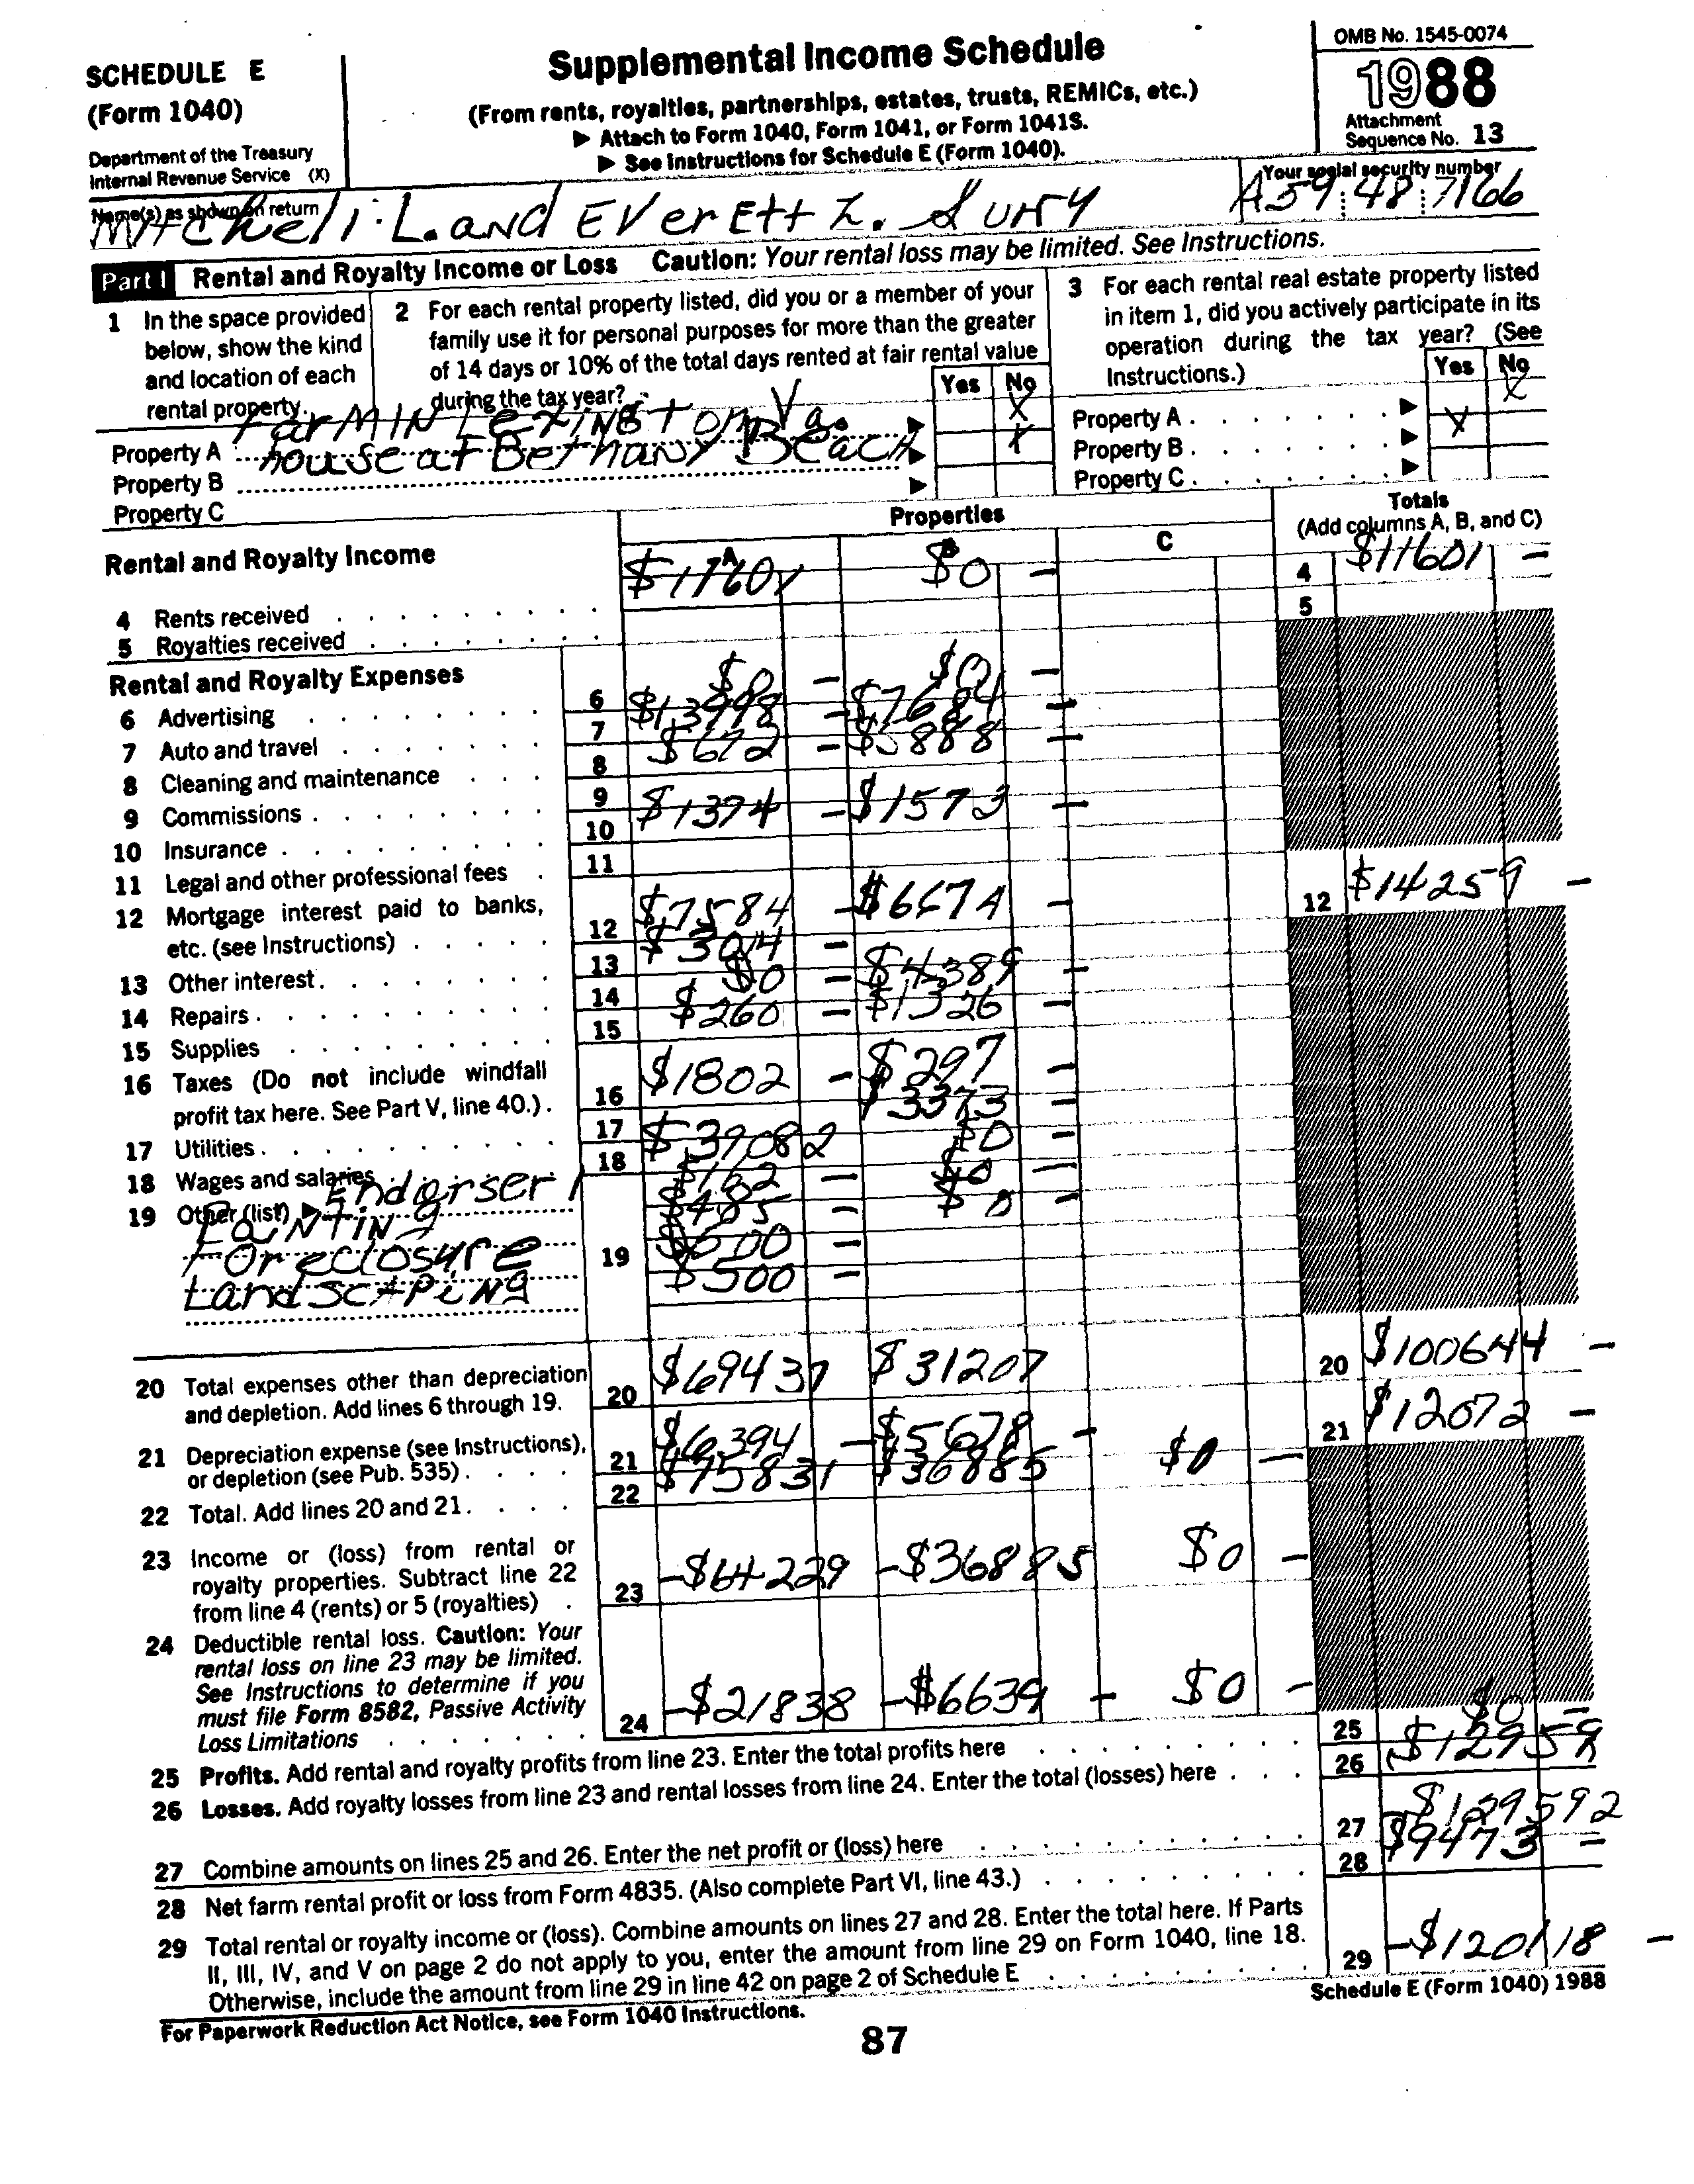 SCHEDULE E
(Form 1040)
Department of the Treasury
Internal Revenue Service (X)
Supplemental Income Schedule
(From rents, royalties, partnerships, estates, trusts, REMICs, etc.)
▶ Attach to Form 1040, Form 1041, or Form 1041S.
▶ See Instructions for Schedule E (Form 1040).
OMB No. 1545-0074
1988
Attachment
Sequence No. 13
Name(s) as shown on return
Mitchell L. and Everett L.
Your social security number
A59 48 7166
Part I Rental and Royalty Income or Loss Caution: Your rental loss may be limited. See Instructions.
1 In the space provided below, show the kind and location of each rental property.
2 For each rental property listed, did you or a member of your family use it for personal purposes for more than the greater of 14 days or 10% of the total days rented at fair rental value during the tax year?
Yes No
3 For each rental real estate property listed in item 1, did you actively participate in its operation during the tax year? (See Instructions.)
Yes No
Property A Farm IN Lexington Va. ▶ X Property A ▶ X
Property B House at Bethany Beach ▶ X Property B ▶ X
Property C ▶ Property C ▶
Rental and Royalty Income
Properties
A B C
Totals
(Add columns A, B, and C)
4 Rents received $11601 $0 - 4 $11601 -
5 Royalties received 5
Rental and Royalty Expenses
6 Advertising 6 $0 - $0 -
7 Auto and travel 7 $13998 - $7684 -
8 Cleaning and maintenance 8 $672 - $5888 -
9 Commissions 9
10 Insurance 10 $1374 - $1573 -
11 Legal and other professional fees 11
12 Mortgage interest paid to banks, etc. (see Instructions) 12 $7584 - $6674 - 12 $14259 -
13 Other interest 13 $3014 -
14 Repairs 14 $0 - $4389 -
15 Supplies 15 $260 - $1326 -
16 Taxes (Do not include windfall profit tax here. See Part V, line 40.) 16 $1802 - $297 -
17 Utilities 17 $3373 -
18 Wages and salaries 18 $39082 $0 -
19 Other (list) ▶ Endorser $162 - $0 -
Painting $485 - $0 -
Foreclosure 19 $500 -
Landscaping $500 -
20 Total expenses other than depreciation and depletion. Add lines 6 through 19. 20 $69437 $31207 20 $100644 -
21 Depreciation expense (see Instructions), or depletion (see Pub. 535) 21 $6394 - $5678 - 21 $12072 -
22 Total. Add lines 20 and 21 22 $75831 $36885 $0 -
23 Income or (loss) from rental or royalty properties. Subtract line 22 from line 4 (rents) or 5 (royalties) 23 -$64229 -$36885 $0 -
24 Deductible rental loss. Caution: Your rental loss on line 23 may be limited. See Instructions to determine if you must file Form 8582, Passive Activity Loss Limitations 24 -$21838 -$6639 - $0 -
25 Profits. Add rental and royalty profits from line 23. Enter the total profits here 25 $0 -
26 Losses. Add royalty losses from line 23 and rental losses from line 24. Enter the total (losses) here 26
27 Combine amounts on lines 25 and 26. Enter the net profit or (loss) here 27 $129592
28 Net farm rental profit or loss from Form 4835. (Also complete Part VI, line 43.) 28 $9473 -
29 Total rental or royalty income or (loss). Combine amounts on lines 27 and 28. Enter the total here. If Parts II, III, IV, and V on page 2 do not apply to you, enter the amount from line 29 on Form 1040, line 18. Otherwise, include the amount from line 29 in line 42 on page 2 of Schedule E 29 -$120118 -
For Paperwork Reduction Act Notice, see Form 1040 Instructions.
Schedule E (Form 1040) 1988
87